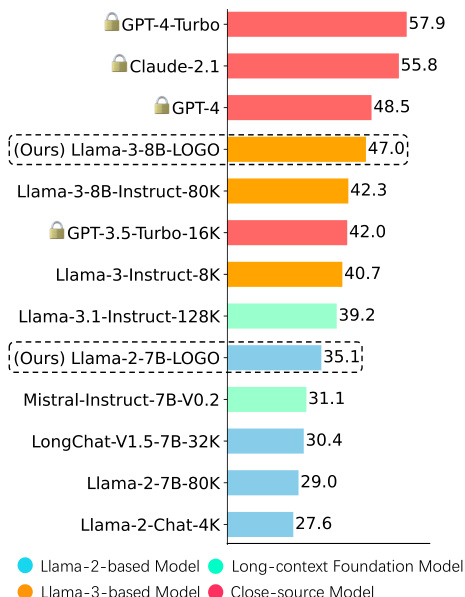 GPT-4-Turbo 57.9
Claude-2.1 55.8
GPT-4 48.5
(Ours) Llama-3-8B-LOGO 47.0
Llama-3-8B-Instruct-80K 42.3
GPT-3.5-Turbo-16K 42.0
Llama-3-Instruct-8K 40.7
Llama-3.1-Instruct-128K 39.2
(Ours) Llama-2-7B-LOGO 35.1
Mistral-Instruct-7B-V0.2 31.1
LongChat-V1.5-7B-32K 30.4
Llama-2-7B-80K 29.0
Llama-2-Chat-4K 27.6
Llama-2-based Model Long-context Foundation Model
Llama-3-based Model Close-source Model